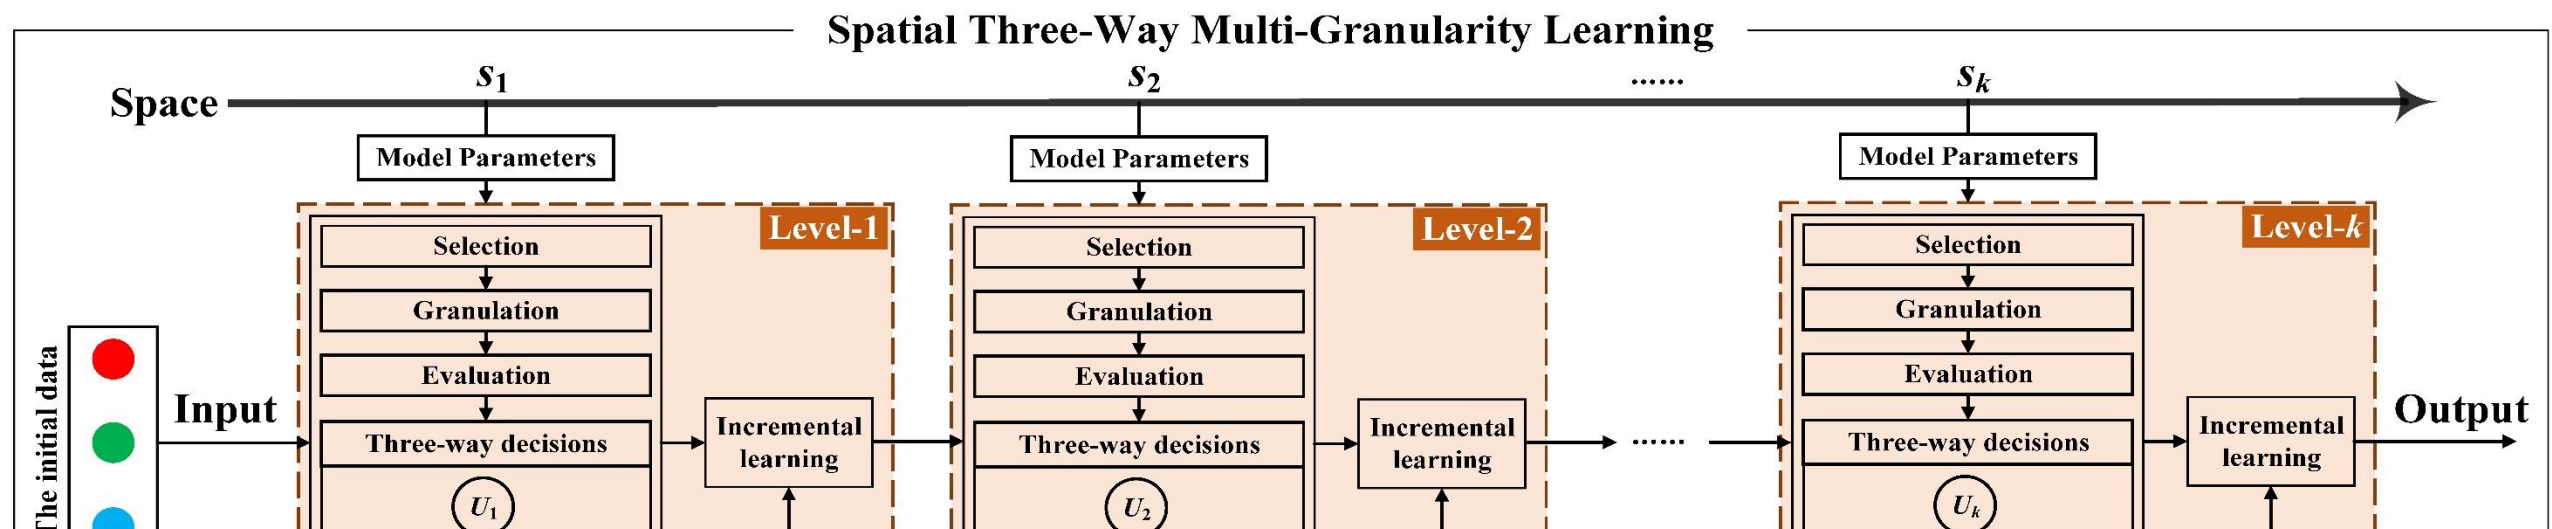 Spatial Three-Way Multi-Granularity Learning
s1
s2
......
sk
Space
Model Parameters
Model Parameters
Model Parameters
Level-1
Selection
Granulation
Evaluation
Three-way decisions
U1
Incremental
learning
Level-2
Selection
Granulation
Evaluation
Three-way decisions
U2
Incremental
learning
......
Level-k
Selection
Granulation
Evaluation
Three-way decisions
Uk
Incremental
learning
The initial data
Input
Output